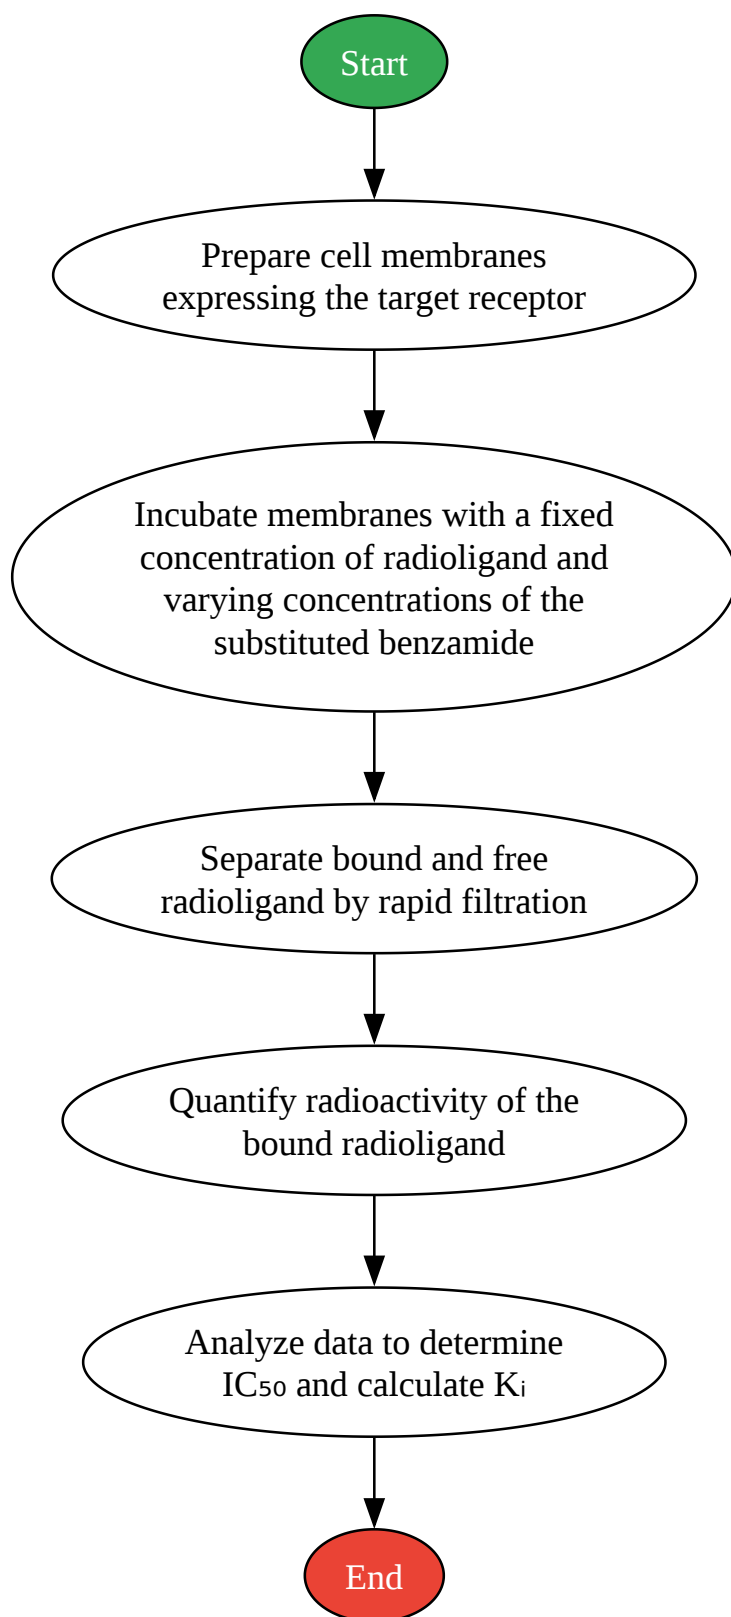 Start
Prepare cell membranes
expressing the target receptor
Incubate membranes with a fixed
concentration of radioligand and
varying concentrations of the
substituted benzamide
Separate bound and free
radioligand by rapid filtration
Quantify radioactivity of the
bound radioligand
Analyze data to determine
IC₅₀ and calculate Kᵢ
End